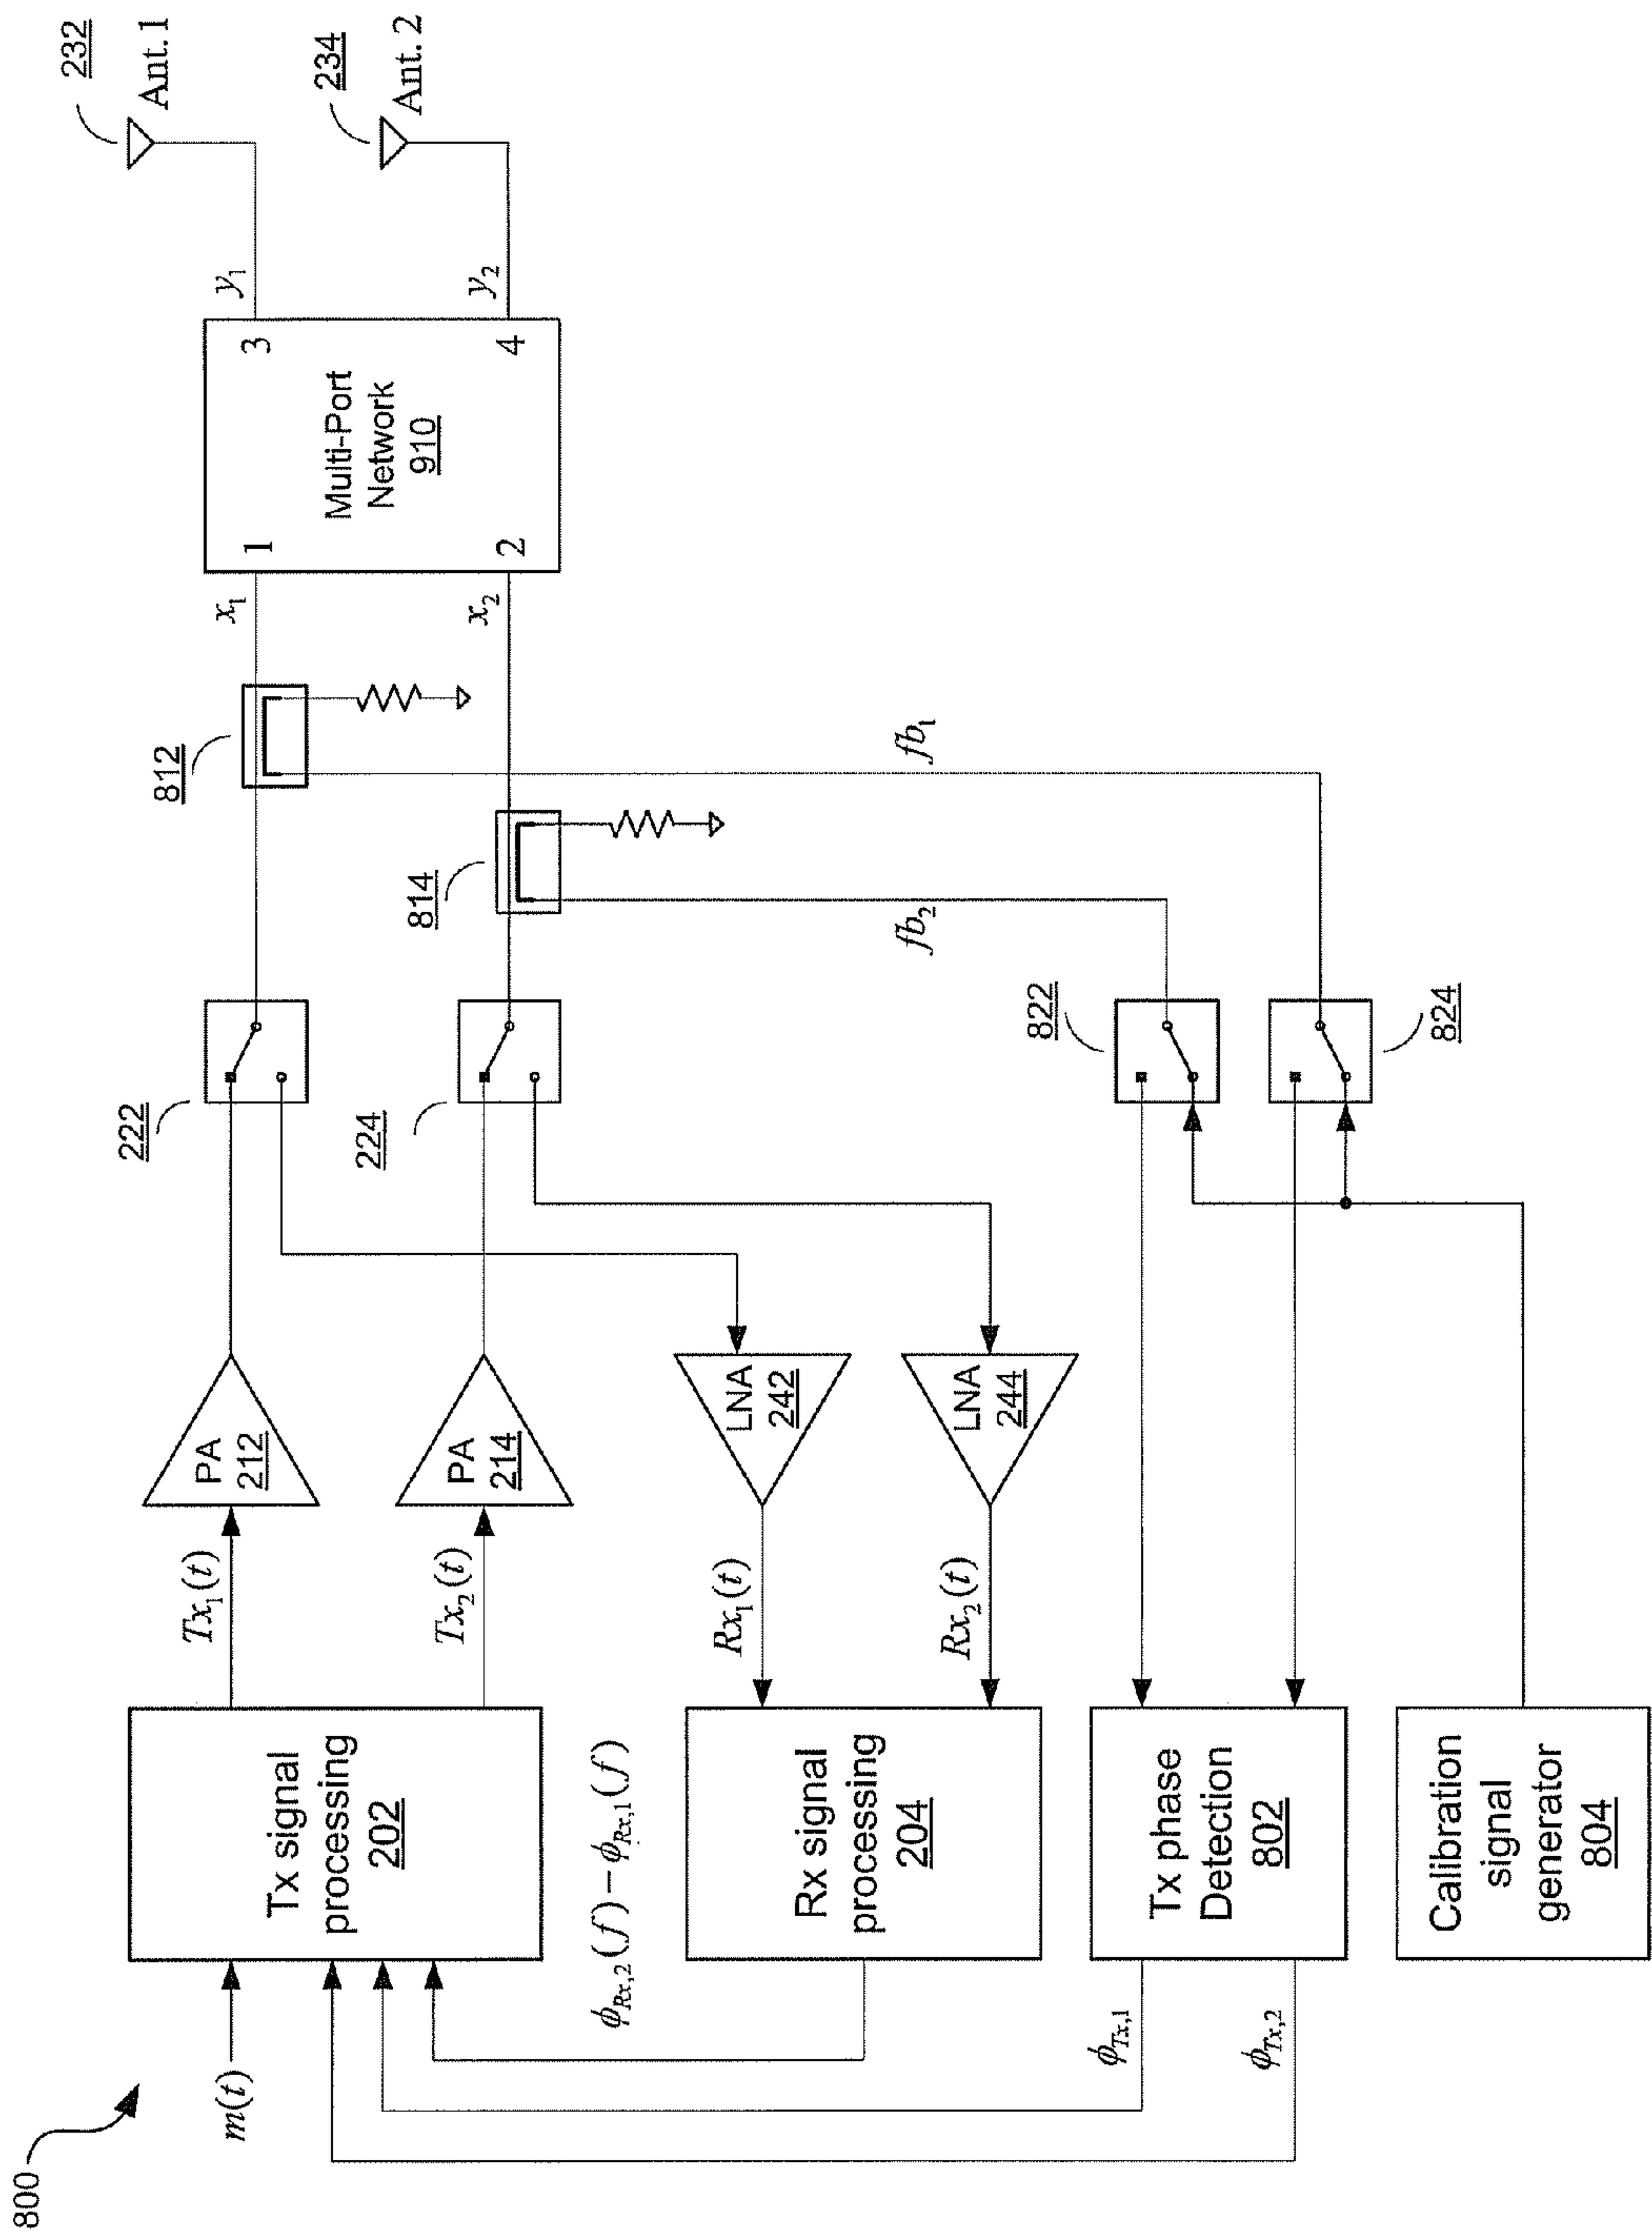 800
m(t)
Tx signal
processing
202
Tx₁(t)
Tx₂(t)
PA
212
PA
214
222
224
812
814
x₁
x₂
1
2
Multi-Port
Network
910
3
4
y₁
y₂
232
Ant. 1
234
Ant. 2
ϕRx,2(f) − ϕRx,1(f)
Rx signal
processing
204
Rx₁(t)
Rx₂(t)
LNA
242
LNA
244
fb₂
fb₁
822
824
ϕTx,1
ϕTx,2
Tx phase
Detection
802
Calibration
signal
generator
804